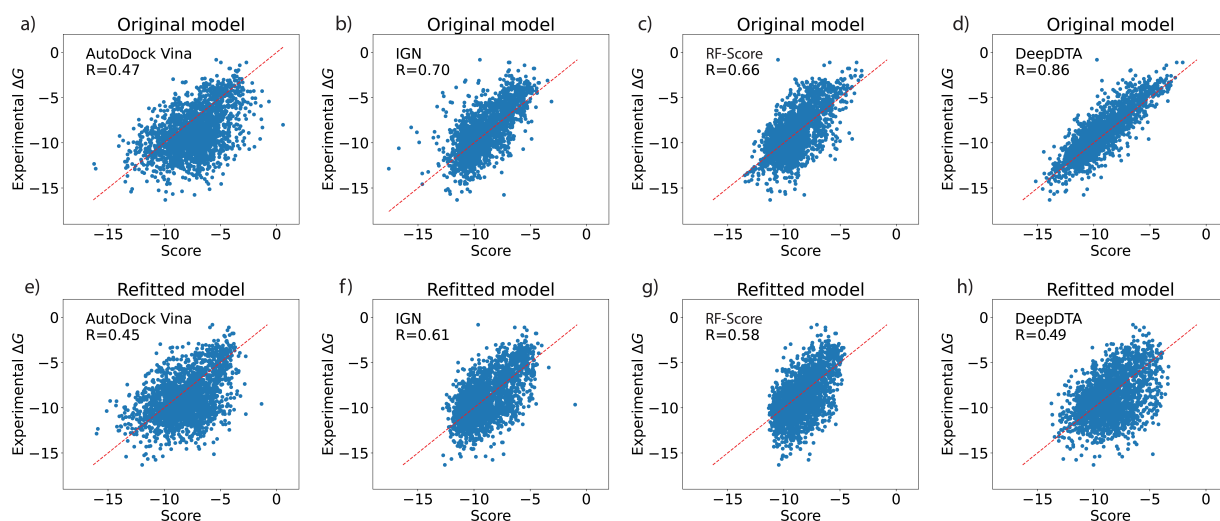 a)
Original model
AutoDock Vina
R=0.47
Experimental ΔG
0
−5
−10
−15
−15
−10
−5
0
Score
b)
Original model
IGN
R=0.70
Experimental ΔG
0
−5
−10
−15
−15
−10
−5
0
Score
c)
Original model
RF-Score
R=0.66
Experimental ΔG
0
−5
−10
−15
−15
−10
−5
0
Score
d)
Original model
DeepDTA
R=0.86
Experimental ΔG
0
−5
−10
−15
−15
−10
−5
0
Score
e)
Refitted model
AutoDock Vina
R=0.45
Experimental ΔG
0
−5
−10
−15
−15
−10
−5
0
Score
f)
Refitted model
IGN
R=0.61
Experimental ΔG
0
−5
−10
−15
−15
−10
−5
0
Score
g)
Refitted model
RF-Score
R=0.58
Experimental ΔG
0
−5
−10
−15
−15
−10
−5
0
Score
h)
Refitted model
DeepDTA
R=0.49
Experimental ΔG
0
−5
−10
−15
−15
−10
−5
0
Score